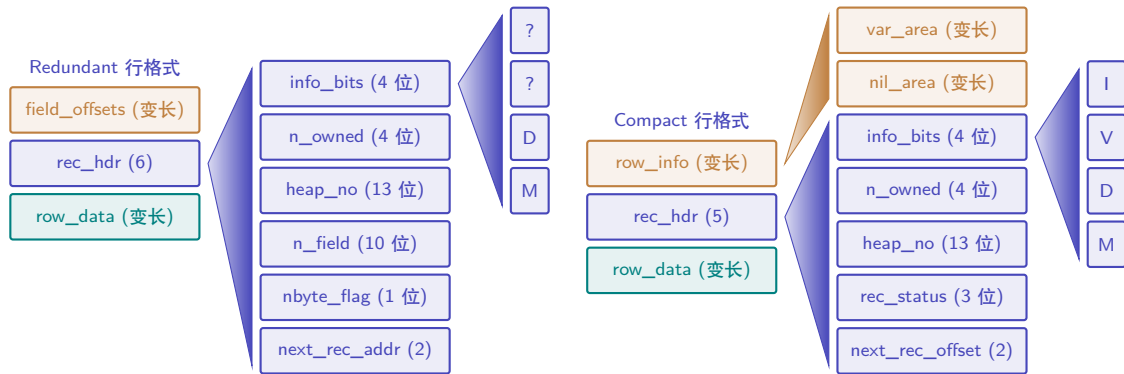 Redundant 行格式
field_offsets (变长)
rec_hdr (6)
row_data (变长)
info_bits (4 位)
n_owned (4 位)
heap_no (13 位)
n_field (10 位)
nbyte_flag (1 位)
next_rec_addr (2)
?
?
D
M
Compact 行格式
row_info (变长)
rec_hdr (5)
row_data (变长)
var_area (变长)
nil_area (变长)
info_bits (4 位)
n_owned (4 位)
heap_no (13 位)
rec_status (3 位)
next_rec_offset (2)
I
V
D
M